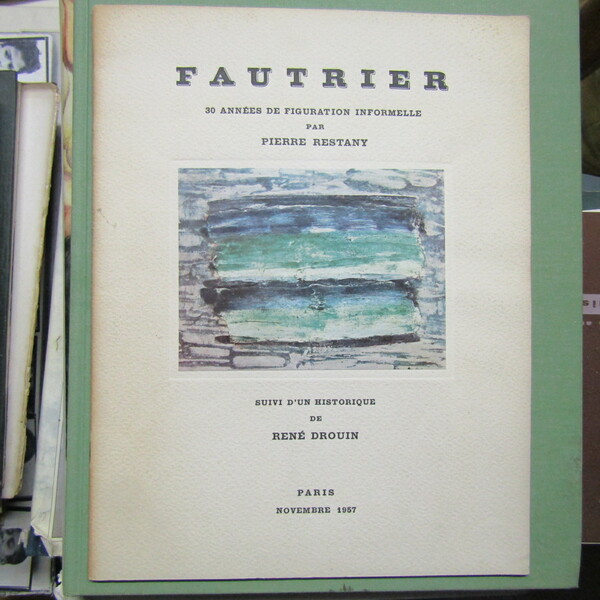 FAUTRIER
30 ANNÉES DE FIGURATION INFORMELLE
PAR
PIERRE RESTANY
SUIVI D'UN HISTORIQUE
DE
RENÉ DROUIN
PARIS
NOVEMBRE 1957